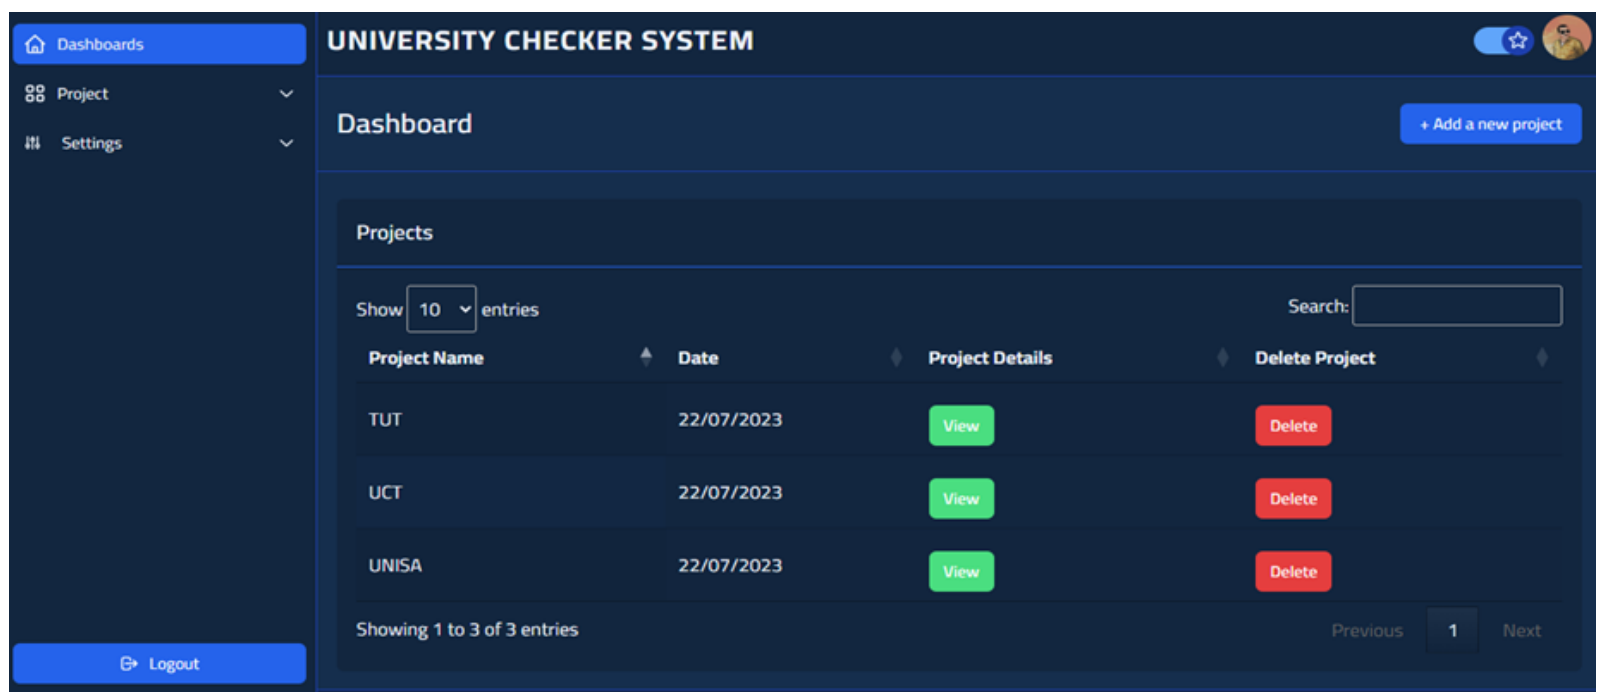 Dashboards
Project
Settings
Logout
UNIVERSITY CHECKER SYSTEM
Dashboard
+ Add a new project
Projects
Show 10 entries
Search:
Project Name Date Project Details Delete Project
TUT 22/07/2023 View Delete
UCT 22/07/2023 View Delete
UNISA 22/07/2023 View Delete
Showing 1 to 3 of 3 entries
Previous 1 Next